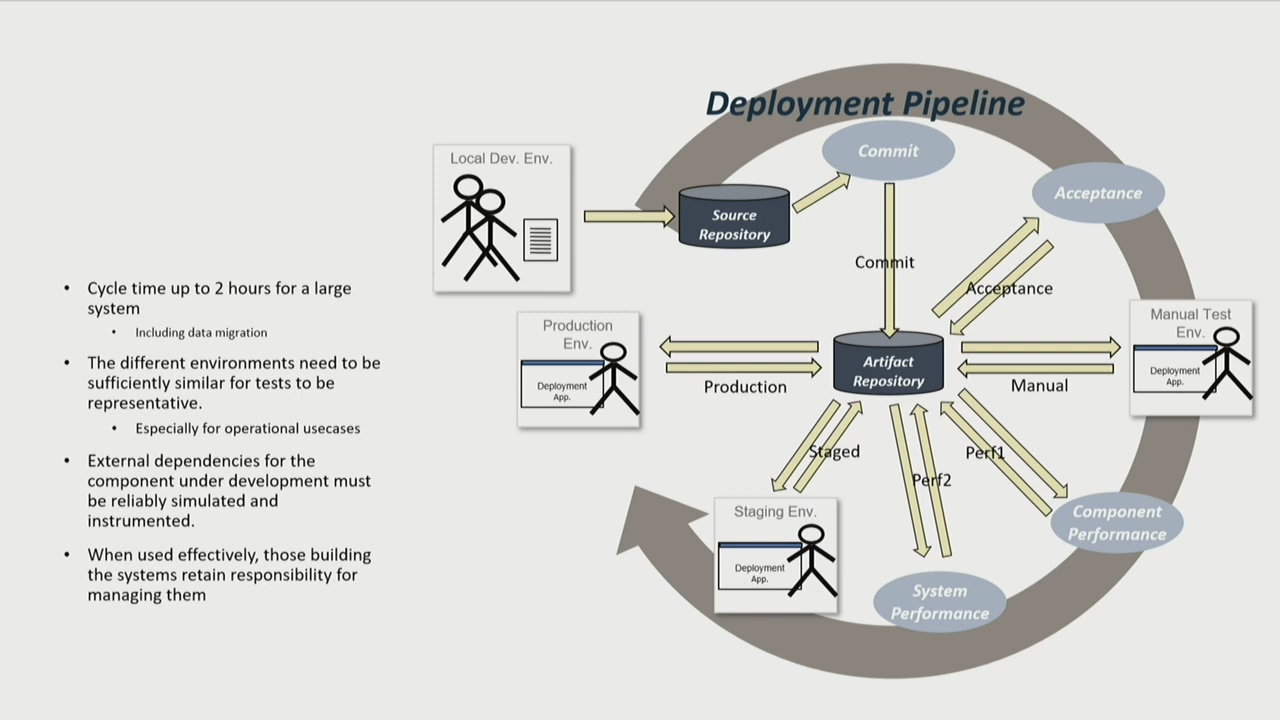 Deployment Pipeline
Local Dev. Env.
Source
Repository
Commit
Acceptance
Commit
Acceptance
Production
Env.
Deployment
App.
Production
Artifact
Repository
Manual
Manual Test
Env.
Deployment
App.
Staged
Perf2
Perf1
Staging Env.
Deployment
App.
System
Performance
Component
Performance
• Cycle time up to 2 hours for a large
system
• Including data migration
• The different environments need to be
sufficiently similar for tests to be
representative.
• Especially for operational usecases
• External dependencies for the
component under development must
be reliably simulated and
instrumented.
• When used effectively, those building
the systems retain responsibility for
managing them